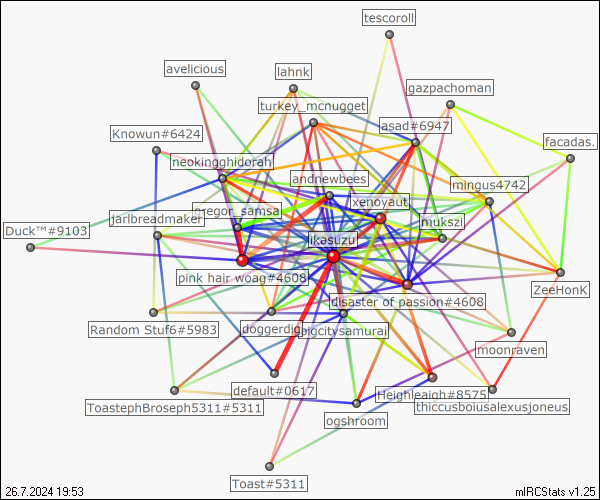 tescoroll
avelicious
lahnk
gazpachoman
turkey_mcnugget
asad#6947
Knowun#6424
facadas.
neokingghidorah
andnewbees
mingus4742
xenoyaut
gregor_samsa
jaribreadmaker
mukszi
Duck™#9103
ikasuzu
pink hair woag#4608
ZeeHonK
disaster of passion#4608
Random Stuf6#5983
doggerdig
bigcitysamurai
moonraven
default#0617
Heighleaigh#8575
ToastephBroseph5311#5311
thiccusboiusalexusjoneus
ogshroom
Toast#5311
26.7.2024 19:53
mIRCStats v1.25